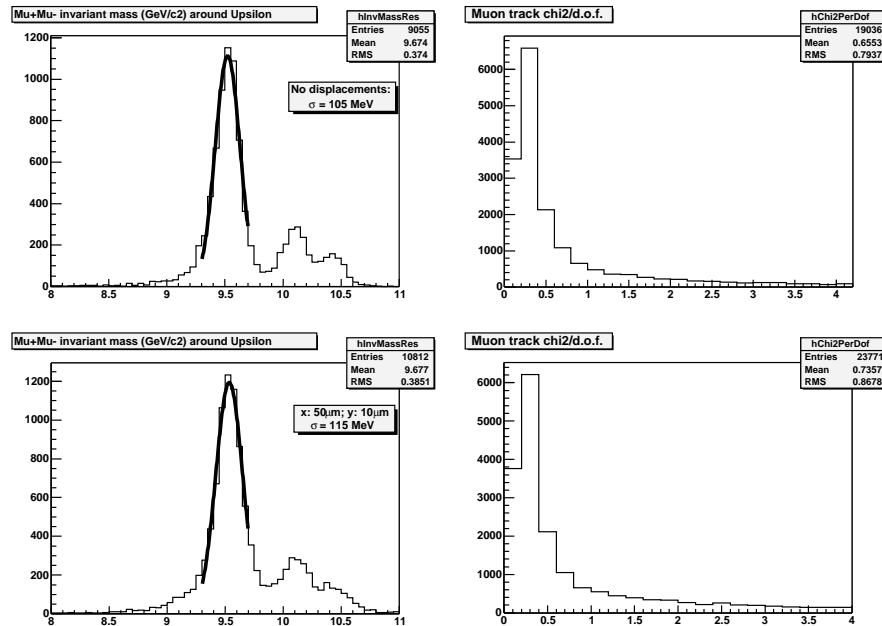 Mu+Mu- invariant mass (GeV/c2) around Upsilon
hInvMassRes
Entries 9055
Mean 9.674
RMS 0.374
No displacements:
σ = 105 MeV
1200
1000
800
600
400
200
0
8 8.5 9 9.5 10 10.5 11
Muon track chi2/d.o.f.
hChi2PerDof
Entries 19036
Mean 0.6553
RMS 0.7937
6000
5000
4000
3000
2000
1000
0
0 0.5 1 1.5 2 2.5 3 3.5 4
Mu+Mu- invariant mass (GeV/c2) around Upsilon
hInvMassRes
Entries 10812
Mean 9.677
RMS 0.3851
x: 50μm; y: 10μm
σ = 115 MeV
1200
1000
800
600
400
200
0
8 8.5 9 9.5 10 10.5 11
Muon track chi2/d.o.f.
hChi2PerDof
Entries 23771
Mean 0.7357
RMS 0.8678
6000
5000
4000
3000
2000
1000
0
0 0.5 1 1.5 2 2.5 3 3.5 4